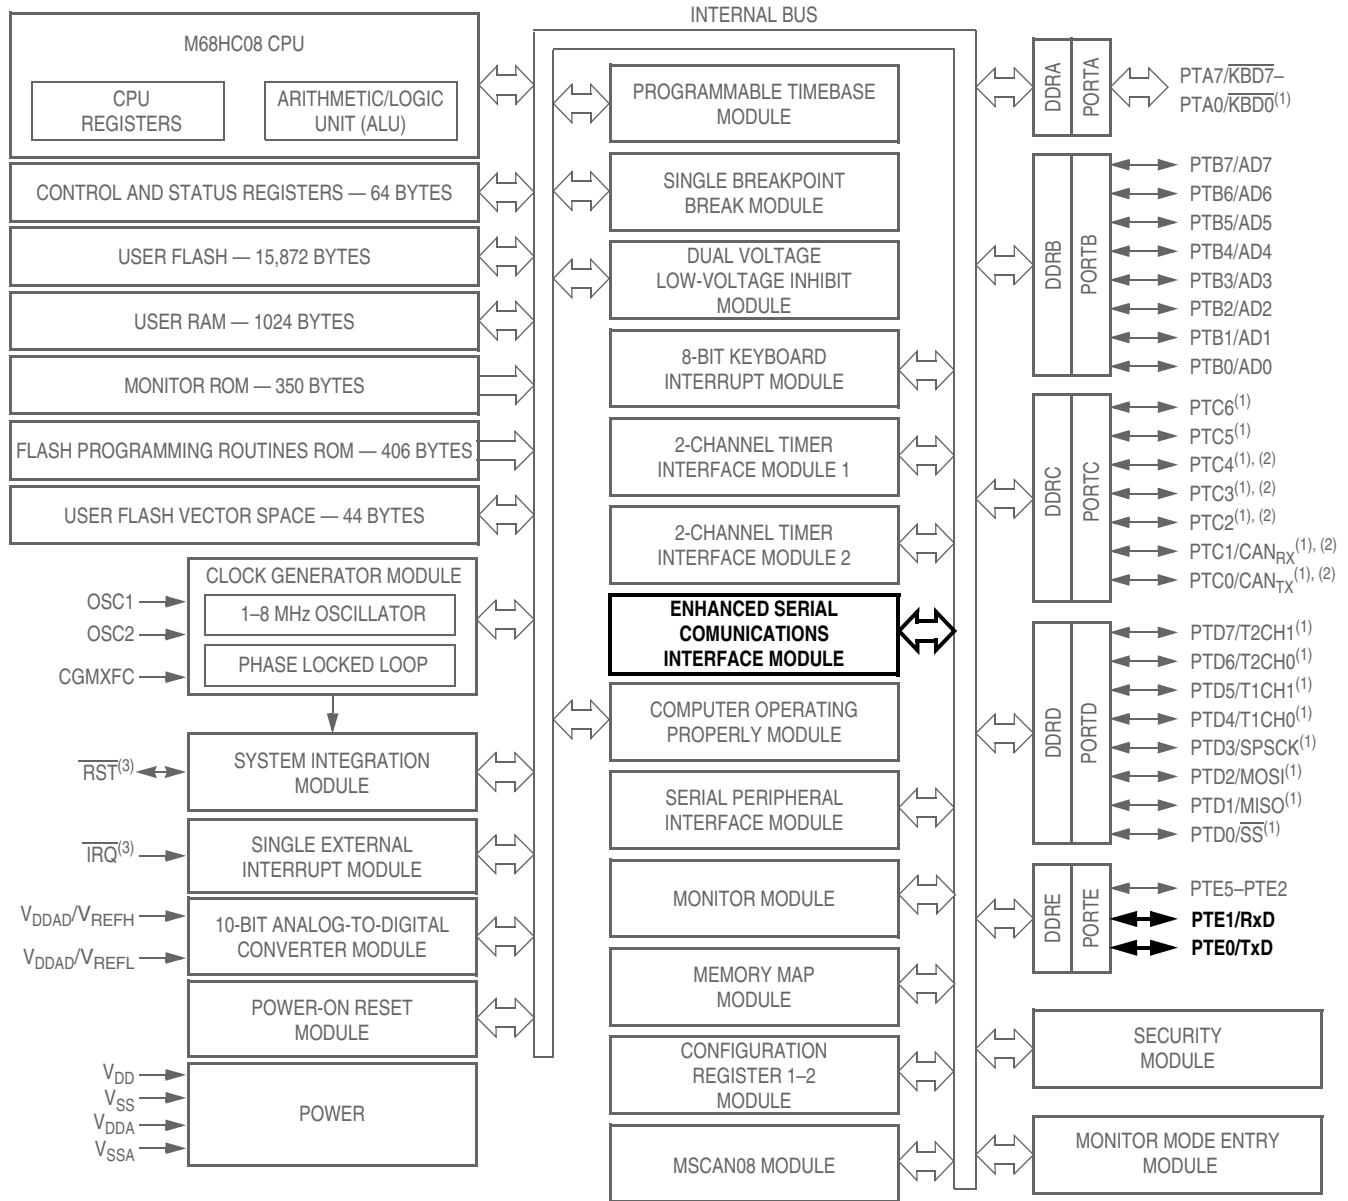 INTERNAL BUS
M68HC08 CPU
CPU
REGISTERS
ARITHMETIC/LOGIC
UNIT (ALU)
CONTROL AND STATUS REGISTERS — 64 BYTES
USER FLASH — 15,872 BYTES
USER RAM — 1024 BYTES
MONITOR ROM — 350 BYTES
FLASH PROGRAMMING ROUTINES ROM — 406 BYTES
USER FLASH VECTOR SPACE — 44 BYTES
CLOCK GENERATOR MODULE
1–8 MHz OSCILLATOR
PHASE LOCKED LOOP
OSC1
OSC2
CGMXFC
SYSTEM INTEGRATION
MODULE
RST(3)
SINGLE EXTERNAL
INTERRUPT MODULE
IRQ(3)
10-BIT ANALOG-TO-DIGITAL
CONVERTER MODULE
VDDAD/VREFH
VDDAD/VREFL
POWER-ON RESET
MODULE
POWER
VDD
VSS
VDDA
VSSA
PROGRAMMABLE TIMEBASE
MODULE
SINGLE BREAKPOINT
BREAK MODULE
DUAL VOLTAGE
LOW-VOLTAGE INHIBIT
MODULE
8-BIT KEYBOARD
INTERRUPT MODULE
2-CHANNEL TIMER
INTERFACE MODULE 1
2-CHANNEL TIMER
INTERFACE MODULE 2
ENHANCED SERIAL
COMUNICATIONS
INTERFACE MODULE
COMPUTER OPERATING
PROPERLY MODULE
SERIAL PERIPHERAL
INTERFACE MODULE
MONITOR MODULE
MEMORY MAP
MODULE
CONFIGURATION
REGISTER 1–2
MODULE
MSCAN08 MODULE
DDRA
PORTA
PTA7/KBD7–
PTA0/KBD0(1)
DDRB
PORTB
PTB7/AD7
PTB6/AD6
PTB5/AD5
PTB4/AD4
PTB3/AD3
PTB2/AD2
PTB1/AD1
PTB0/AD0
DDRC
PORTC
PTC6(1)
PTC5(1)
PTC4(1), (2)
PTC3(1), (2)
PTC2(1), (2)
PTC1/CANRX(1), (2)
PTC0/CANTX(1), (2)
DDRD
PORTD
PTD7/T2CH1(1)
PTD6/T2CH0(1)
PTD5/T1CH1(1)
PTD4/T1CH0(1)
PTD3/SPSCK(1)
PTD2/MOSI(1)
PTD1/MISO(1)
PTD0/SS(1)
DDRE
PORTE
PTE5–PTE2
PTE1/RxD
PTE0/TxD
SECURITY
MODULE
MONITOR MODE ENTRY
MODULE